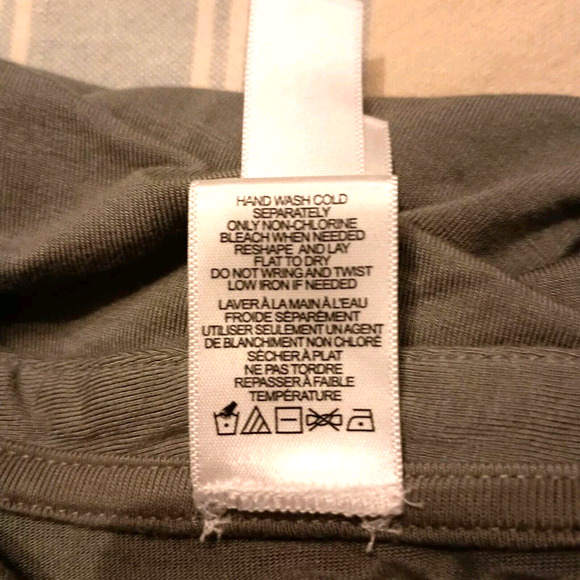 HAND WASH COLD
SEPARATELY
ONLY NON-CHLORINE
BLEACH WHEN NEEDED
RESHAPE AND LAY
FLAT TO DRY
DO NOT WRING AND TWIST
LOW IRON IF NEEDED
LAVER À LA MAIN À L'EAU
FROIDE SÉPARÉMENT
UTILISER SEULEMENT UN AGENT
DE BLANCHIMENT NON CHLORÉ
SÉCHER À PLAT
NE PAS TORDRE
REPASSER À FAIBLE
TEMPÉRATURE